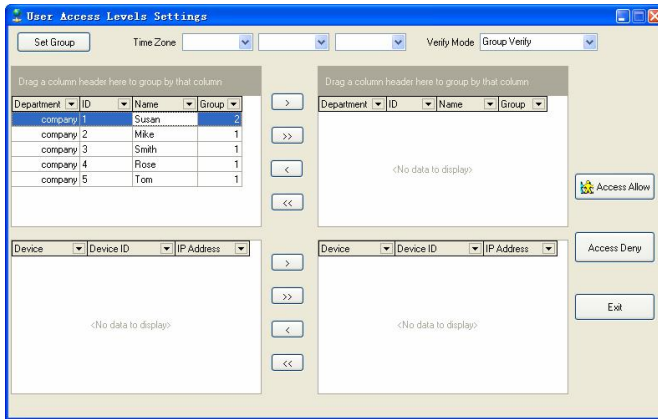 User Access Levels Settings
Set Group Time Zone Verify Mode Group Verify
Drag a column header here to group by that column
Department ID Name Group
company 1 Susan 2
company 2 Mike 1
company 3 Smith 1
company 4 Rose 1
company 5 Tom 1
>
>>
<
<<
Drag a column header here to group by that column
Department ID Name Group
<No data to display>
Access Allow
Access Deny
Exit
Device Device ID IP Address
<No data to display>
>
>>
<
<<
Device Device ID IP Address
<No data to display>